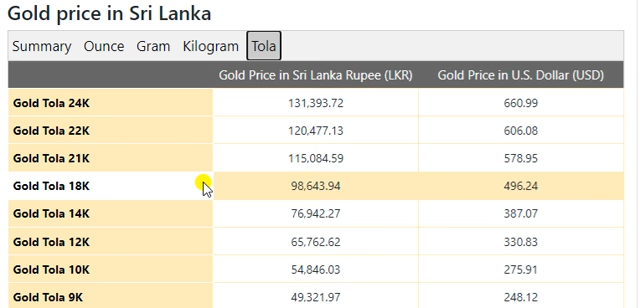 Gold price in Sri Lanka
Summary Ounce Gram Kilogram Tola
Gold Price in Sri Lanka Rupee (LKR) Gold Price in U.S. Dollar (USD)
Gold Tola 24K 131,393.72 660.99
Gold Tola 22K 120,477.13 606.08
Gold Tola 21K 115,084.59 578.95
Gold Tola 18K 98,643.94 496.24
Gold Tola 14K 76,942.27 387.07
Gold Tola 12K 65,762.62 330.83
Gold Tola 10K 54,846.03 275.91
Gold Tola 9K 49,321.97 248.12